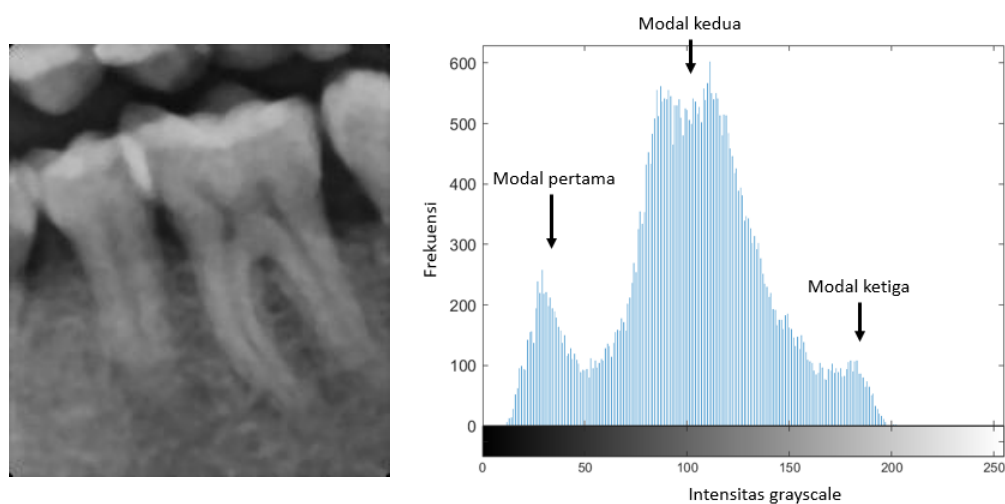 Modal kedua
Modal pertama
Modal ketiga
Frekuensi
600
500
400
300
200
100
0
0
50
100
150
200
250
Intensitas grayscale